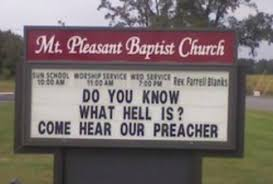 Mt. Pleasant Baptist Church
SUN SCHOOL WORSHIP SERVICE WED. SERVICE Rev. Farrell Blanks
10:00 AM 11:00 AM 7:00 PM
DO YOU KNOW
WHAT HELL IS?
COME HEAR OUR PREACHER